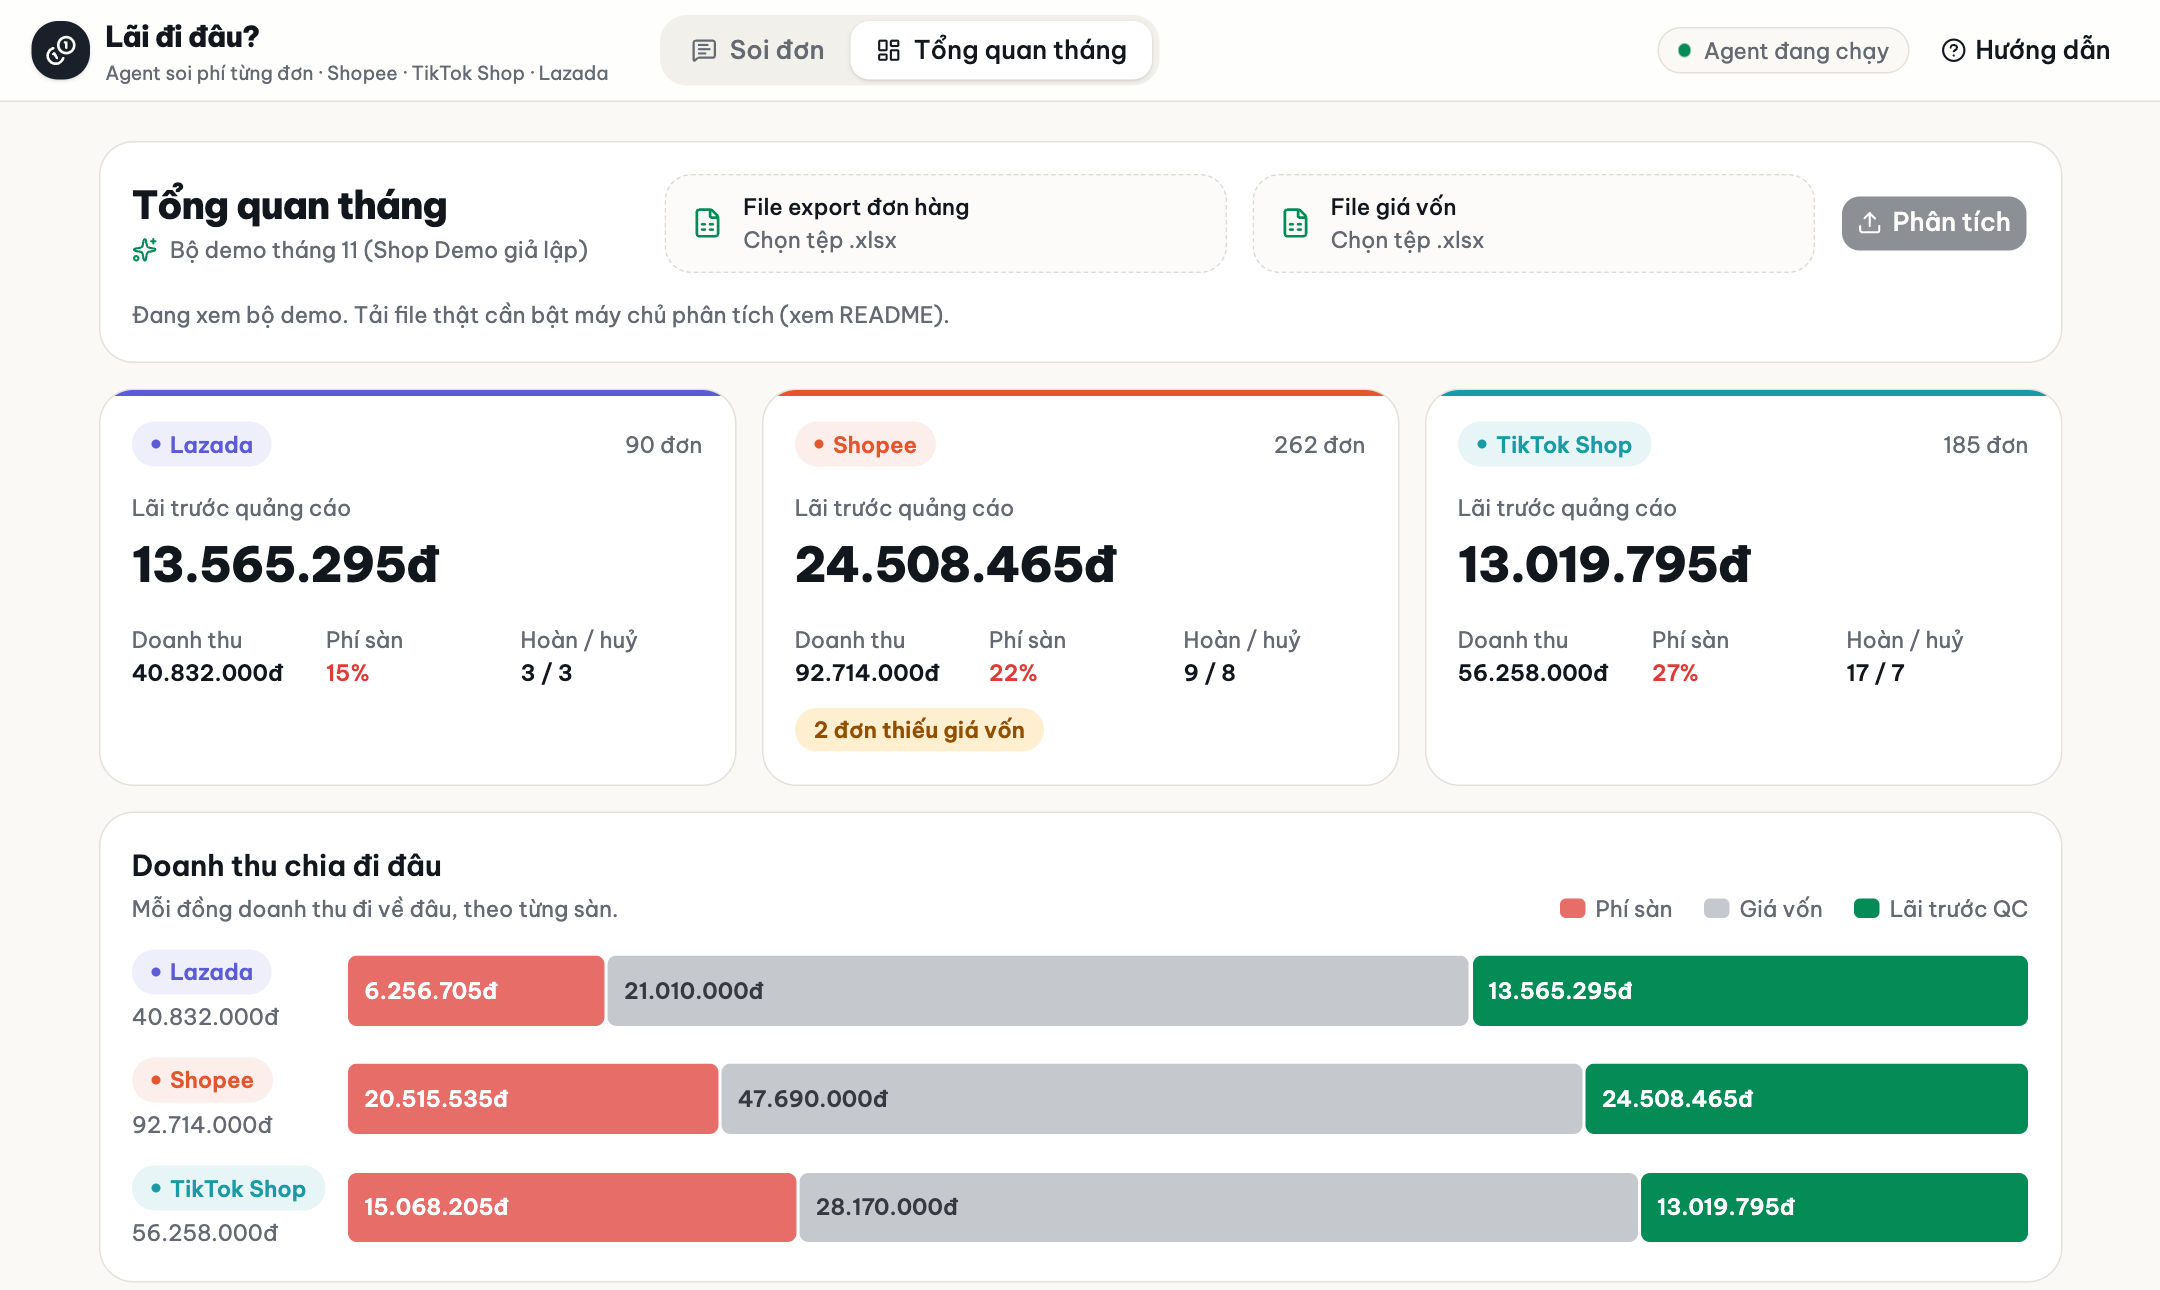 Lãi đi đâu?
Agent soi phí từng đơn · Shopee · TikTok Shop · Lazada
Soi đơn
Tổng quan tháng
Agent đang chạy
Hướng dẫn
Tổng quan tháng
Bộ demo tháng 11 (Shop Demo giả lập)
File export đơn hàng
Chọn tệp .xlsx
File giá vốn
Chọn tệp .xlsx
Phân tích
Đang xem bộ demo. Tải file thật cần bật máy chủ phân tích (xem README).
Lazada
90 đơn
Lãi trước quảng cáo
13.565.295đ
Doanh thu Phí sàn Hoàn / huỷ
40.832.000đ 15% 3 / 3
Shopee
262 đơn
Lãi trước quảng cáo
24.508.465đ
Doanh thu Phí sàn Hoàn / huỷ
92.714.000đ 22% 9 / 8
2 đơn thiếu giá vốn
TikTok Shop
185 đơn
Lãi trước quảng cáo
13.019.795đ
Doanh thu Phí sàn Hoàn / huỷ
56.258.000đ 27% 17 / 7
Doanh thu chia đi đâu
Mỗi đồng doanh thu đi về đâu, theo từng sàn.
Phí sàn Giá vốn Lãi trước QC
Lazada
40.832.000đ
6.256.705đ 21.010.000đ 13.565.295đ
Shopee
92.714.000đ
20.515.535đ 47.690.000đ 24.508.465đ
TikTok Shop
56.258.000đ
15.068.205đ 28.170.000đ 13.019.795đ